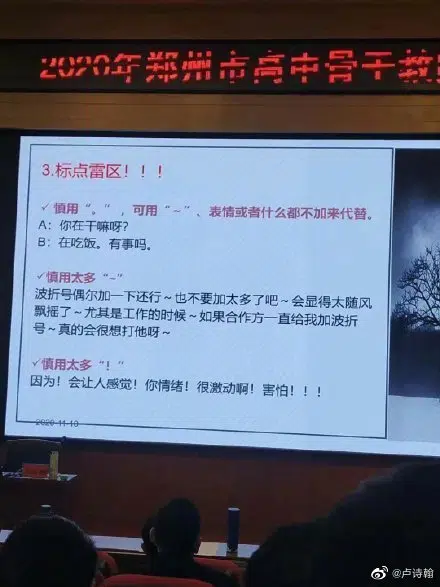 2020年郑州市高中骨干教
3.标点雷区！！！
✓ 慎用“。”，可用“~”、表情或者什么都不加来代替。
A：你在干嘛呀？
B：在吃饭。有事吗。
✓ 慎用太多“~”
波折号偶尔加一下还行～也不要加太多了吧～会显得太随风
飘摇了～尤其是工作的时候～如果合作方一直给我加波折
号～真的会很想打他呀～
✓ 慎用太多“！”
因为！会让人感觉！你情绪！很激动啊！害怕！！！
2020-11-10
@卢诗翰